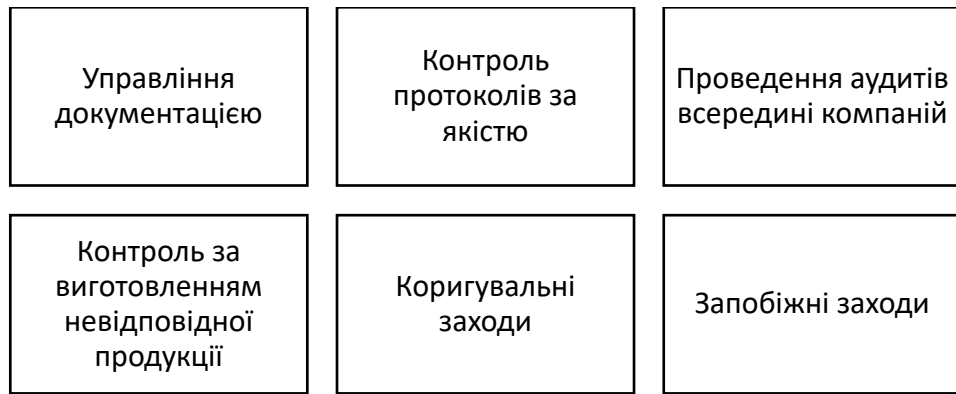 Управління
документацією
Контроль
протоколів за
якістю
Проведення аудитів
всередині компаній
Контроль за
виготовленням
невідповідної
продукції
Коригувальні
заходи
Запобіжні заходи